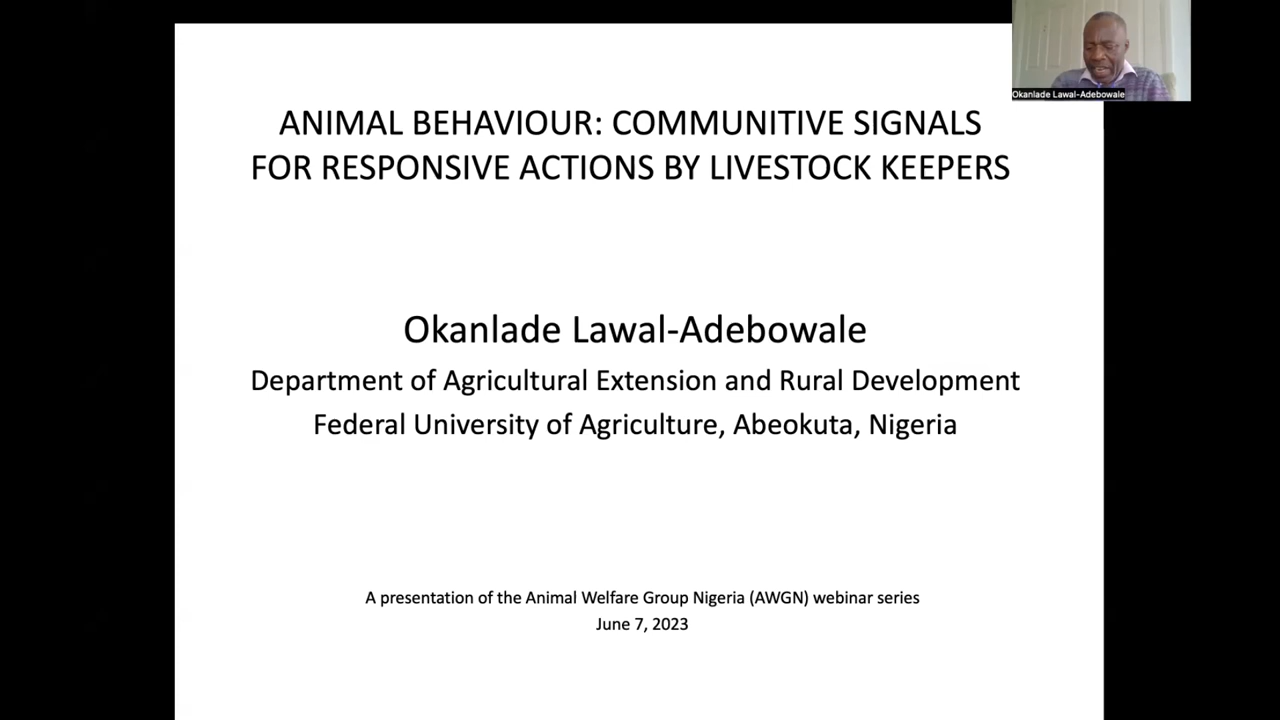 Okanlade Lawal-Adebowale
ANIMAL BEHAVIOUR: COMMUNITIVE SIGNALS
FOR RESPONSIVE ACTIONS BY LIVESTOCK KEEPERS
Okanlade Lawal-Adebowale
Department of Agricultural Extension and Rural Development
Federal University of Agriculture, Abeokuta, Nigeria
A presentation of the Animal Welfare Group Nigeria (AWGN) webinar series
June 7, 2023